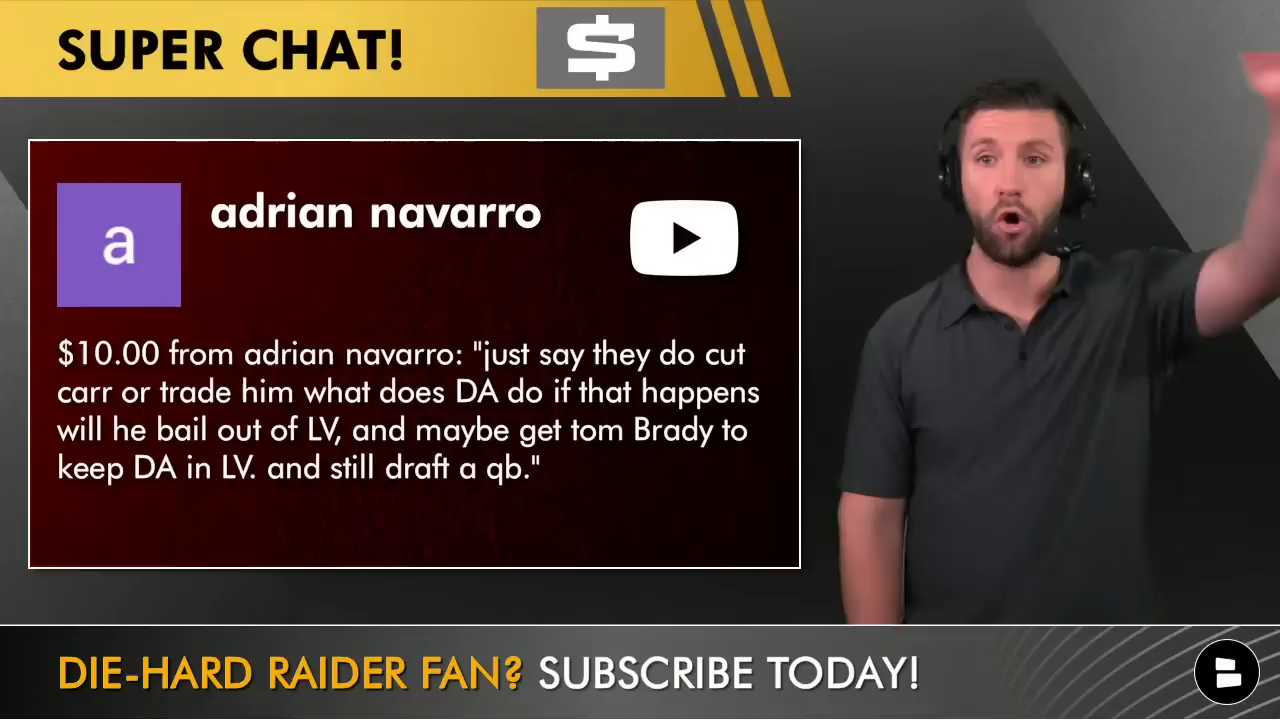 SUPER CHAT!
$
a
adrian navarro
$10.00 from adrian navarro: "just say they do cut
carr or trade him what does DA do if that happens
will he bail out of LV, and maybe get tom Brady to
keep DA in LV. and still draft a qb."
DIE-HARD RAIDER FAN? SUBSCRIBE TODAY!